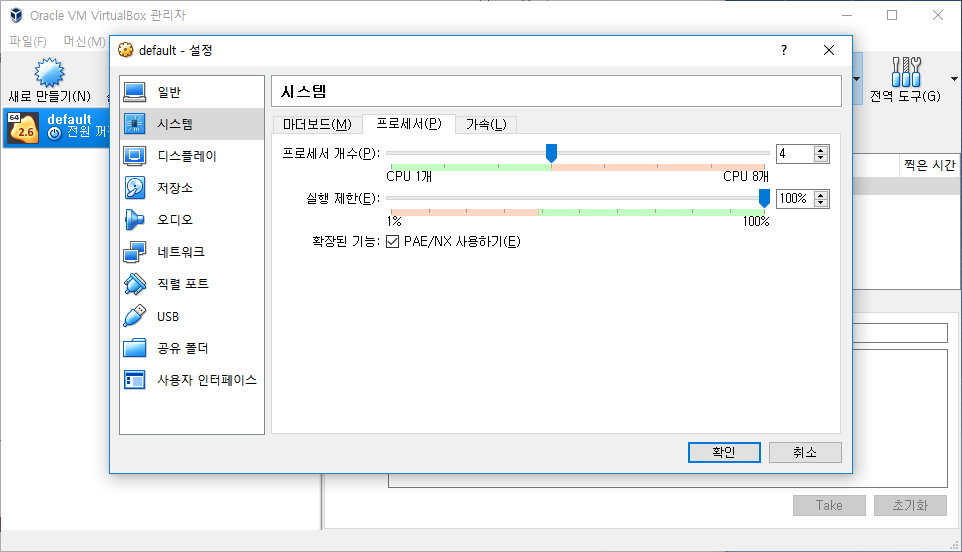 Oracle VM VirtualBox 관리자
파일(F) 머신(M)
default - 설정
새로 만들기(N)
전역 도구(G)
64
2.6
default
전원 꺼
찍은 시간
일반
시스템
디스플레이
저장소
오디오
네트워크
직렬 포트
USB
공유 폴더
사용자 인터페이스
시스템
마더보드(M) 프로세서(P) 가속(L)
프로세서 개수(P): 4
CPU 1개 CPU 8개
실행 제한(E): 100%
1% 100%
확장된 기능: PAE/NX 사용하기(E)
확인 취소
Take 초기화